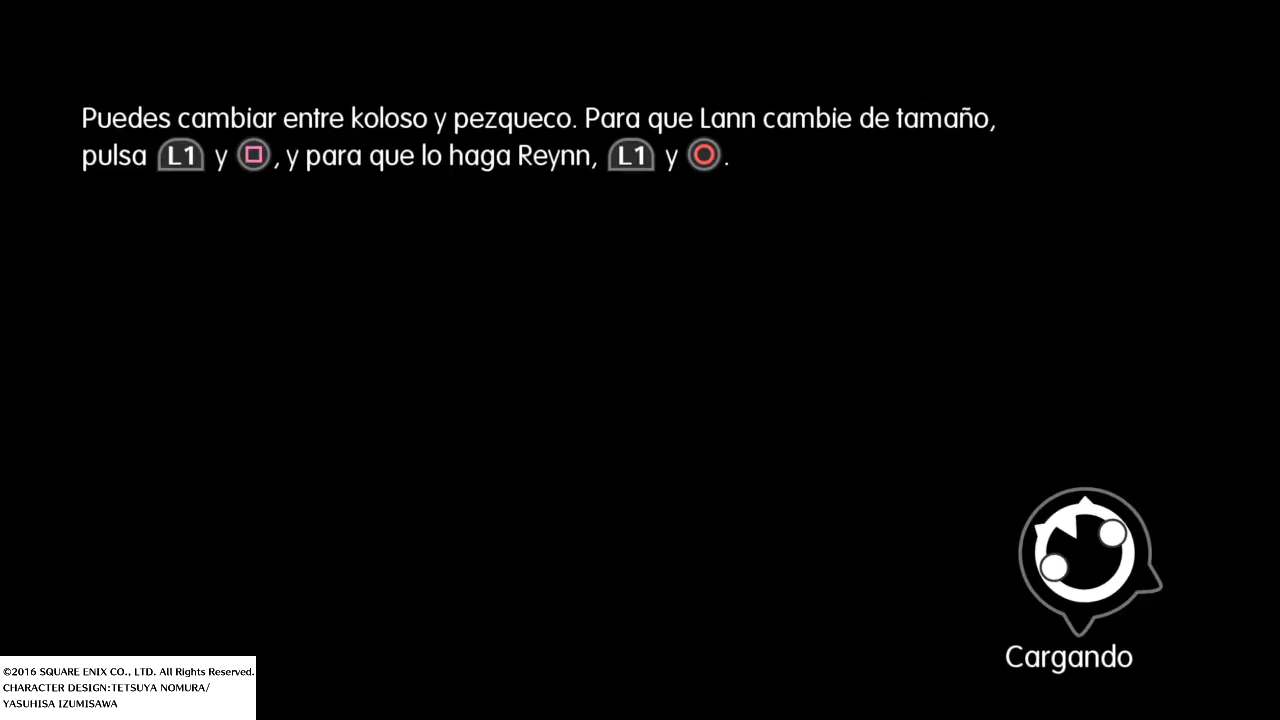 Puedes cambiar entre koloso y pezqueco. Para que Lann cambie de tamaño,
pulsa L1 y , y para que lo haga Reynn, L1 y .
Cargando
©2016 SQUARE ENIX CO., LTD. All Rights Reserved.
CHARACTER DESIGN:TETSUYA NOMURA/
YASUHISA IZUMISAWA